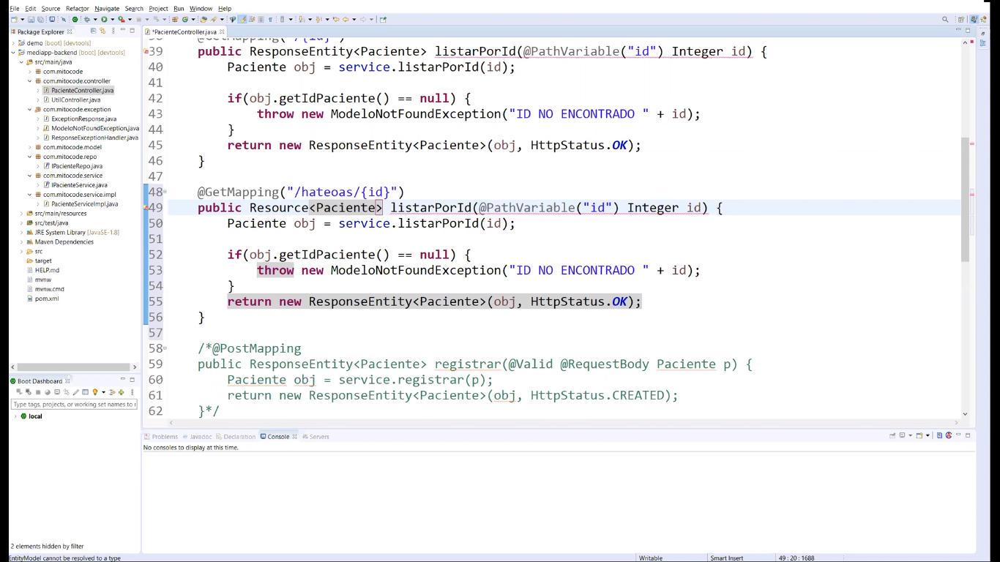 File Edit Source Refactor Navigate Search Project Run Window Help
Package Explorer
*PacienteController.java
demo [boot] [devtools]
mediapp-backend [boot] [devtools]
src/main/java
com.mitocode
com.mitocode.controller
PacienteController.java
UtilController.java
com.mitocode.exception
ExceptionResponse.java
ModeloNotFoundException.java
ResponseExceptionHandler.java
com.mitocode.model
com.mitocode.repo
IPacienteRepo.java
com.mitocode.service
IPacienteService.java
com.mitocode.service.impl
PacienteServiceImpl.java
src/main/resources
src/test/java
JRE System Library [JavaSE-1.8]
Maven Dependencies
src
target
HELP.md
mvnw
mvnw.cmd
pom.xml
Boot Dashboard
Type tags, projects, or working set names to
local
2 elements hidden by filter
39 public ResponseEntity<Paciente> listarPorId(@PathVariable("id") Integer id) {
40 Paciente obj = service.listarPorId(id);
41
42 if(obj.getIdPaciente() == null) {
43 throw new ModeloNotFoundException("ID NO ENCONTRADO " + id);
44 }
45 return new ResponseEntity<Paciente>(obj, HttpStatus.OK);
46 }
47
48 @GetMapping("/hateoas/{id}")
49 public Resource<Paciente> listarPorId(@PathVariable("id") Integer id) {
50 Paciente obj = service.listarPorId(id);
51
52 if(obj.getIdPaciente() == null) {
53 throw new ModeloNotFoundException("ID NO ENCONTRADO " + id);
54 }
55 return new ResponseEntity<Paciente>(obj, HttpStatus.OK);
56 }
57
58 /*@PostMapping
59 public ResponseEntity<Paciente> registrar(@Valid @RequestBody Paciente p) {
60 Paciente obj = service.registrar(p);
61 return new ResponseEntity<Paciente>(obj, HttpStatus.CREATED);
62 }*/
Problems Javadoc Declaration Console Servers
No consoles to display at this time.
EntityModel cannot be resolved to a type
Writable Smart Insert 49 : 20 : 1688